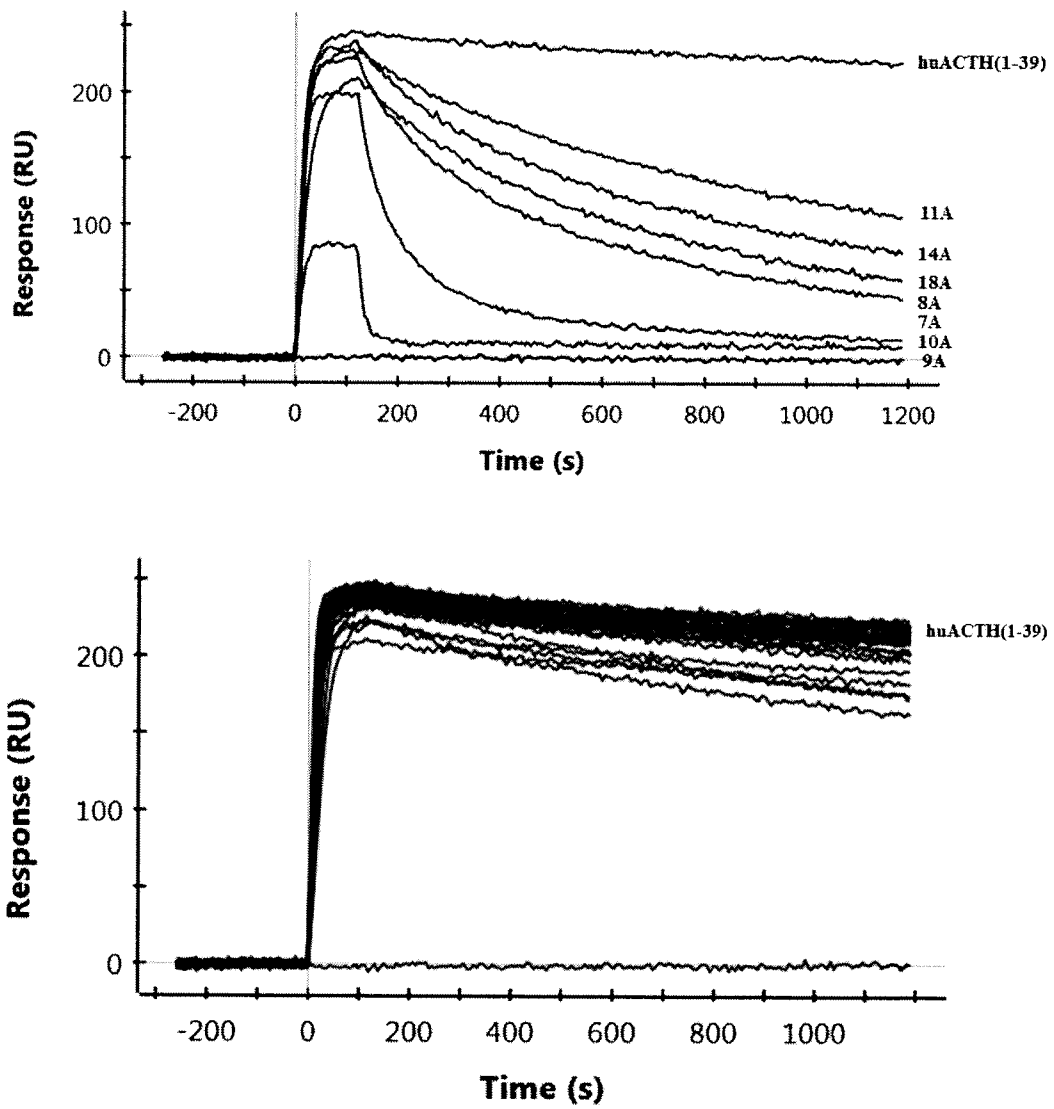 200
100
0
Response (RU)
huACTH(1-39)
11A
14A
18A
8A
7A
10A
9A
-200 0 200 400 600 800 1000 1200
Time (s)
200
100
0
Response (RU)
huACTH(1-39)
-200 0 200 400 600 800 1000
Time (s)